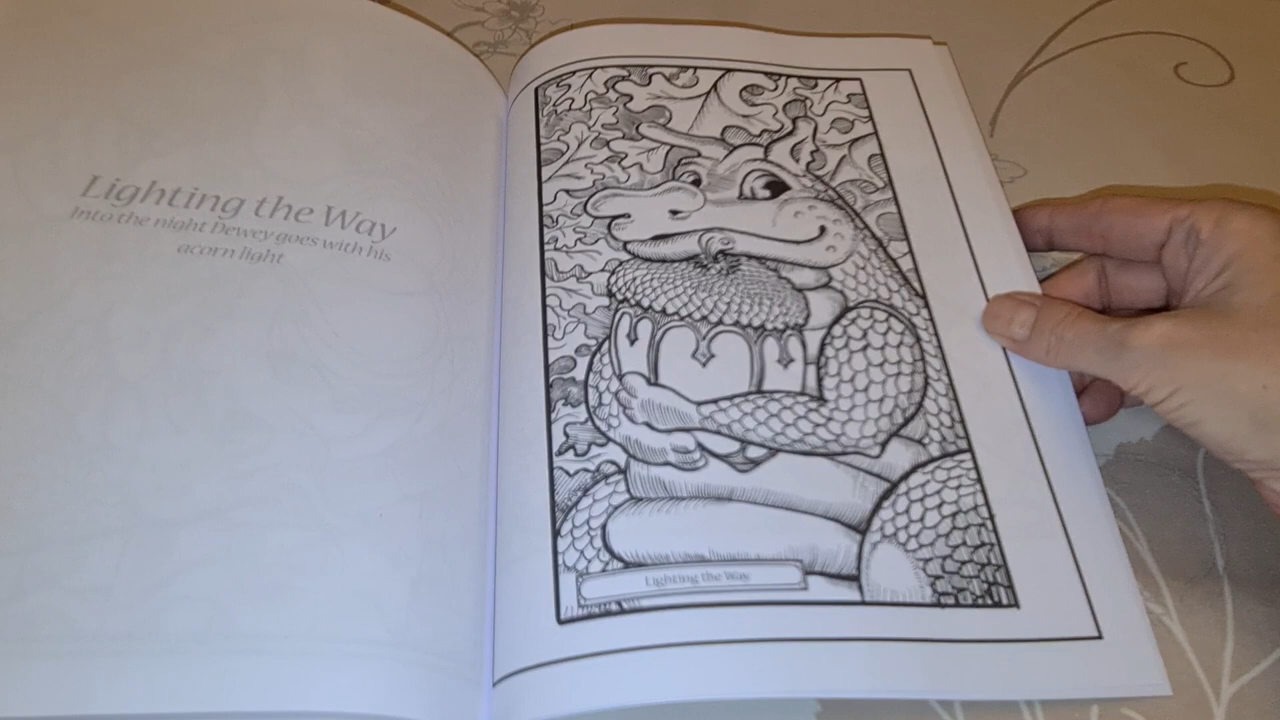 Lighting the Way
Into the night Dewey goes with his
acorn light
Lighting the Way